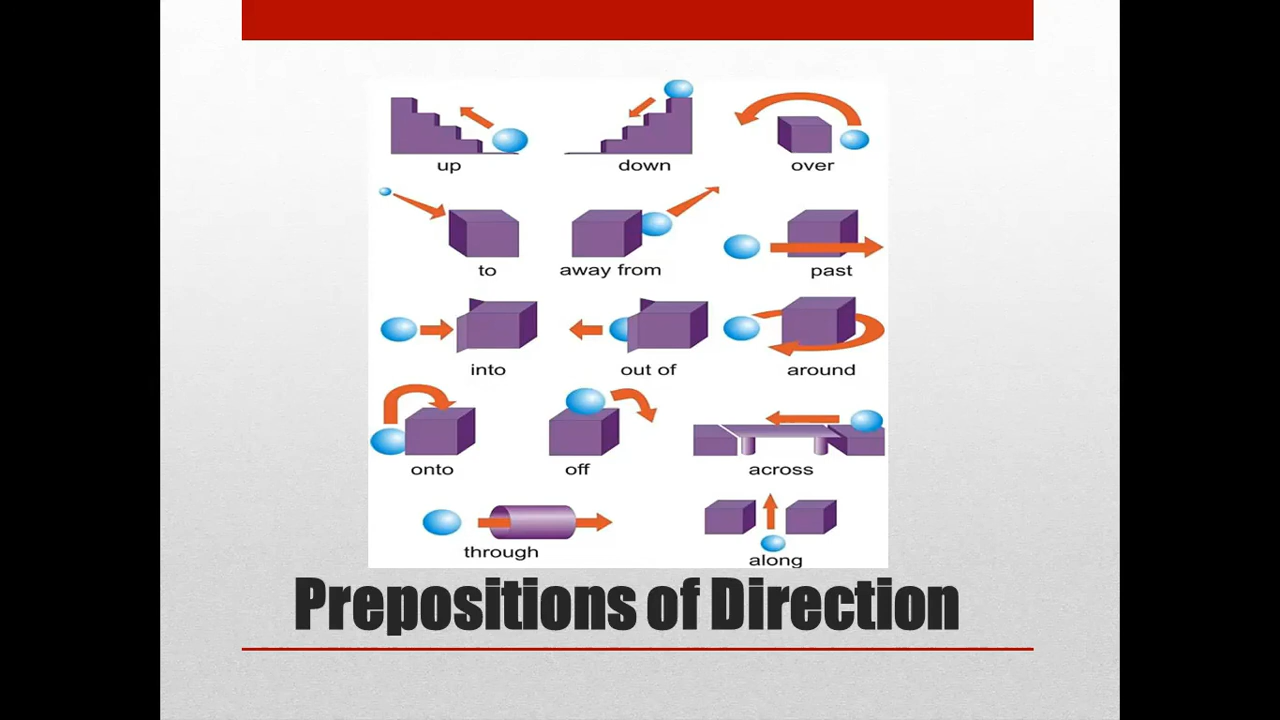 up down over
to away from past
into out of around
onto off across
through along
Prepositions of Direction